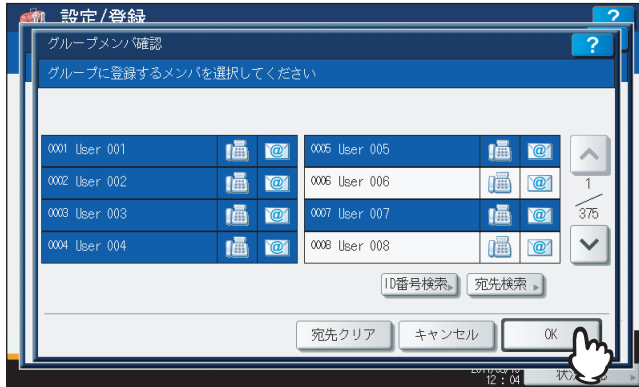 設定/登録
?
グループメンバ確認
?
グループに登録するメンバを選択してください
0001 User 001
0005 User 005
0002 User 002
0006 User 006
1
0003 User 003
0007 User 007
375
0004 User 004
0008 User 008
ID番号検索
宛先検索
宛先クリア
キャンセル
OK
12:04